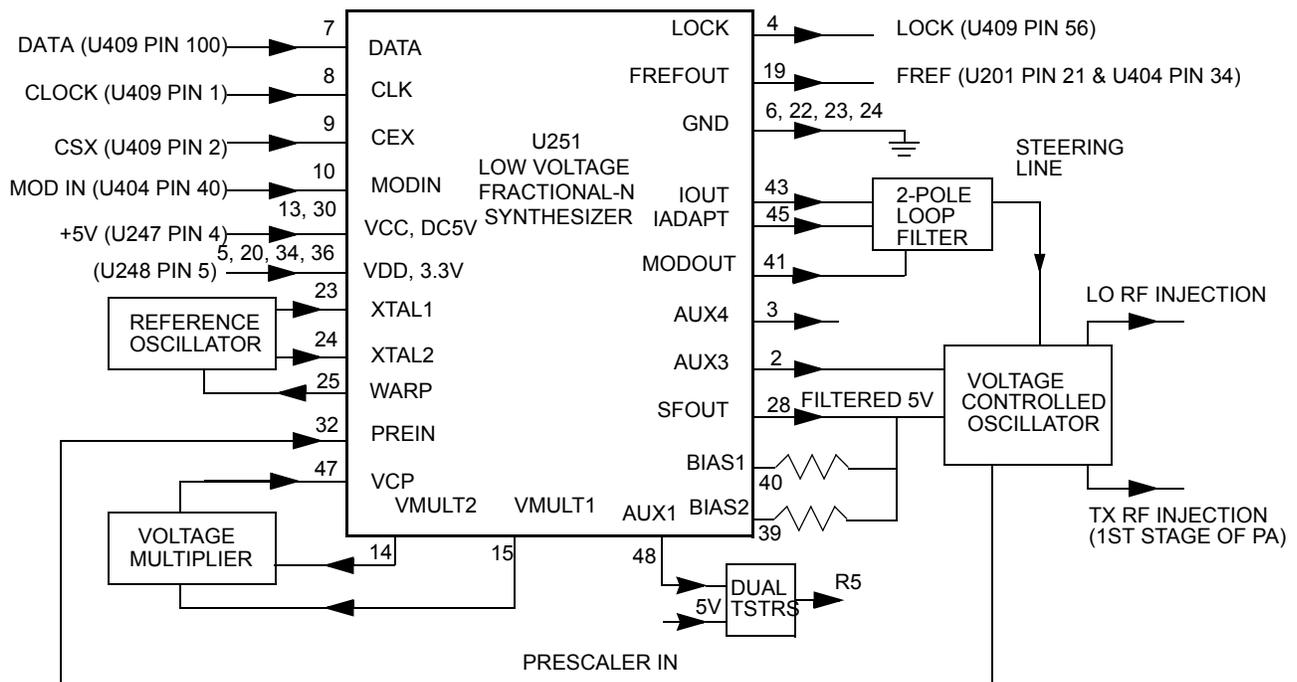 7
DATA (U409 PIN 100)
DATA
8
CLOCK (U409 PIN 1)
CLK
9
CSX (U409 PIN 2)
CEX
10
MOD IN (U404 PIN 40)
MODIN
13, 30
+5V (U247 PIN 4)
VCC, DC5V
5, 20, 34, 36
(U248 PIN 5)
VDD, 3.3V
23
XTAL1
REFERENCE
OSCILLATOR
24
XTAL2
25
WARP
32
PREIN
47
VCP
VOLTAGE
MULTIPLIER
U251
LOW VOLTAGE
FRACTIONAL-N
SYNTHESIZER
LOCK
4
LOCK (U409 PIN 56)
FREFOUT
19
FREF (U201 PIN 21 & U404 PIN 34)
GND
6, 22, 23, 24
IOUT
43
IADAPT
45
2-POLE
LOOP
FILTER
STEERING
LINE
MODOUT
41
AUX4
3
AUX3
2
SFOUT
28
FILTERED 5V
BIAS1
40
BIAS2
39
VOLTAGE
CONTROLLED
OSCILLATOR
LO RF INJECTION
TX RF INJECTION
(1ST STAGE OF PA)
VMULT2
VMULT1
AUX1
14
15
48
5V
DUAL
TSTRS
R5
PRESCALER IN